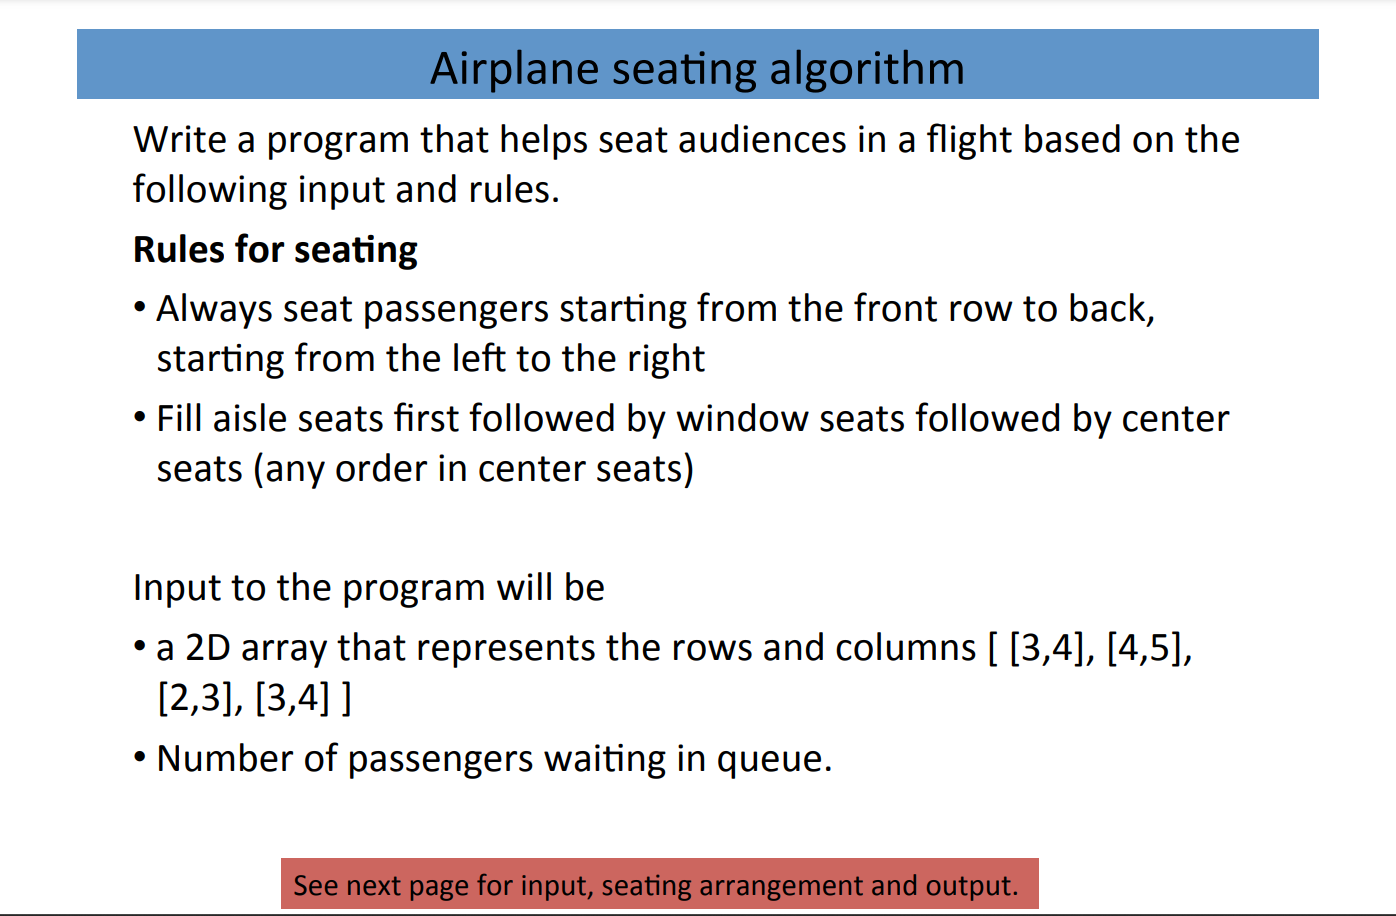 Airplane seating algorithm
Write a program that helps seat audiences in a flight based on the
following input and rules.
Rules for seating
• Always seat passengers starting from the front row to back,
starting from the left to the right
• Fill aisle seats first followed by window seats followed by center
seats (any order in center seats)
Input to the program will be
• a 2D array that represents the rows and columns [ [3,4], [4,5],
[2,3], [3,4] ]
• Number of passengers waiting in queue.
See next page for input, seating arrangement and output.